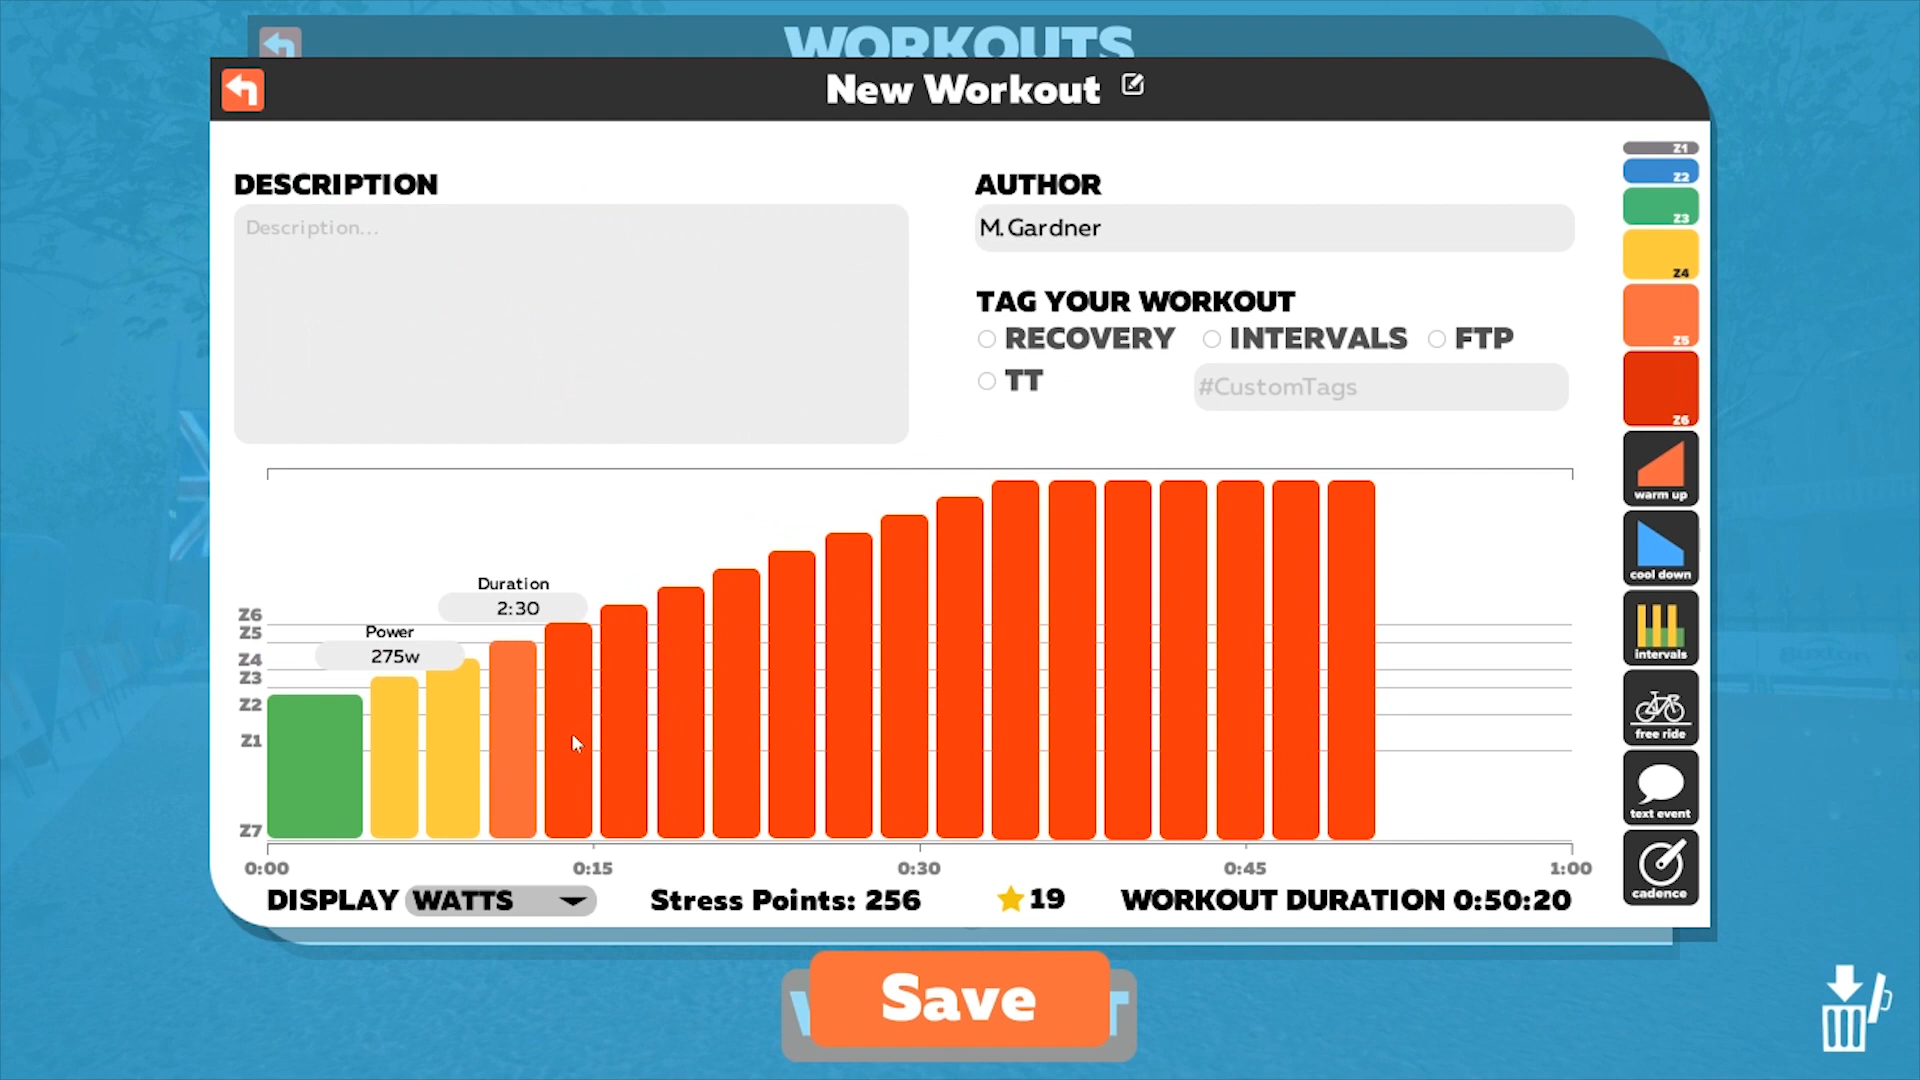 WORKOUTS
New Workout
DESCRIPTION
Description...
AUTHOR
M.Gardner
TAG YOUR WORKOUT
RECOVERY
INTERVALS
FTP
TT
#CustomTags
Z1
Z2
Z3
Z4
Z5
Z6
warm up
cool down
intervals
free ride
text event
cadence
Duration
2:30
Power
275w
Z6
Z5
Z4
Z3
Z2
Z1
Z7
0:00
0:15
0:30
0:45
1:00
DISPLAY WATTS
Stress Points: 256
19
WORKOUT DURATION 0:50:20
Save